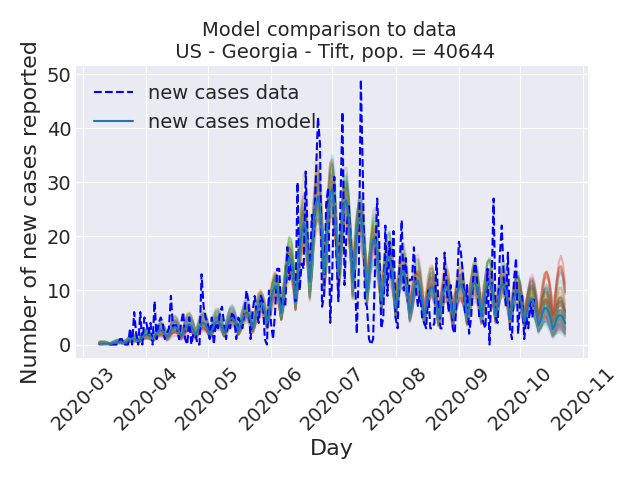 Model comparison to data
US - Georgia - Tift, pop. = 40644
Number of new cases reported
50
40
30
20
10
0
new cases data
new cases model
2020-03
2020-04
2020-05
2020-06
2020-07
2020-08
2020-09
2020-10
2020-11
Day